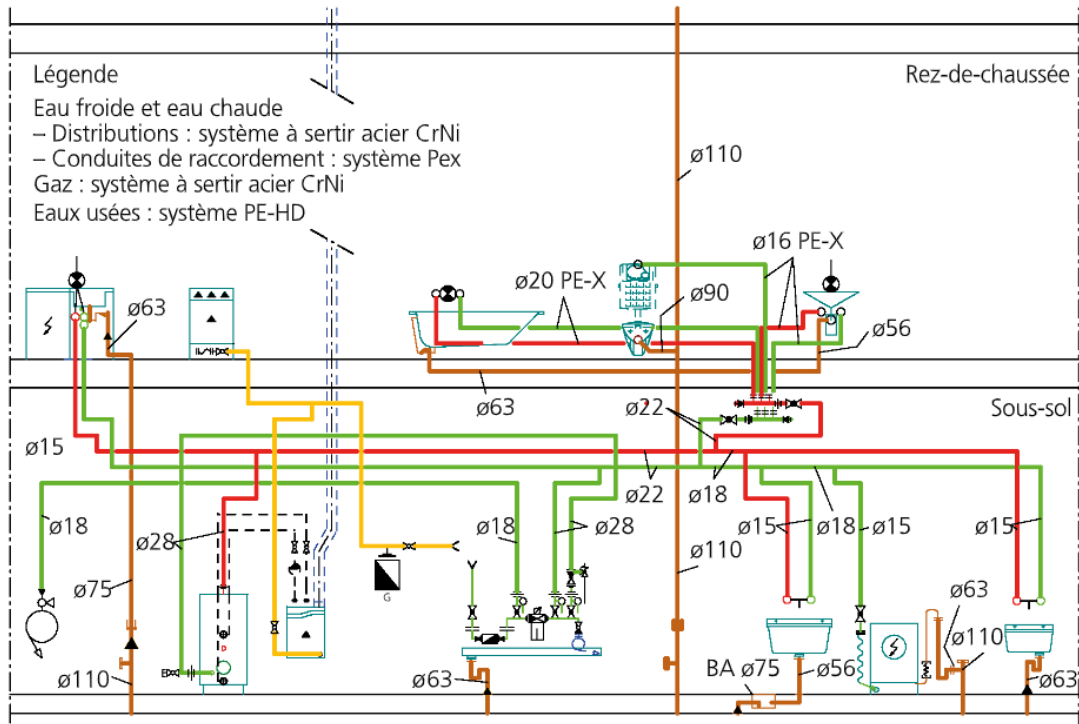 Légende
Rez-de-chaussée
Eau froide et eau chaude
– Distributions : système à sertir acier CrNi
– Conduites de raccordement : système Pex
Gaz : système à sertir acier CrNi
Eaux usées : système PE-HD
ø110
ø16 PE-X
ø20 PE-X
ø90
ø63
ø56
ø63
ø22
Sous-sol
ø15
ø22
ø18
ø18
ø28
ø18
ø28
ø15
ø18
ø15
ø15
ø110
ø75
G
ø63
ø110
ø110
ø63
BA ø75
ø56
ø63